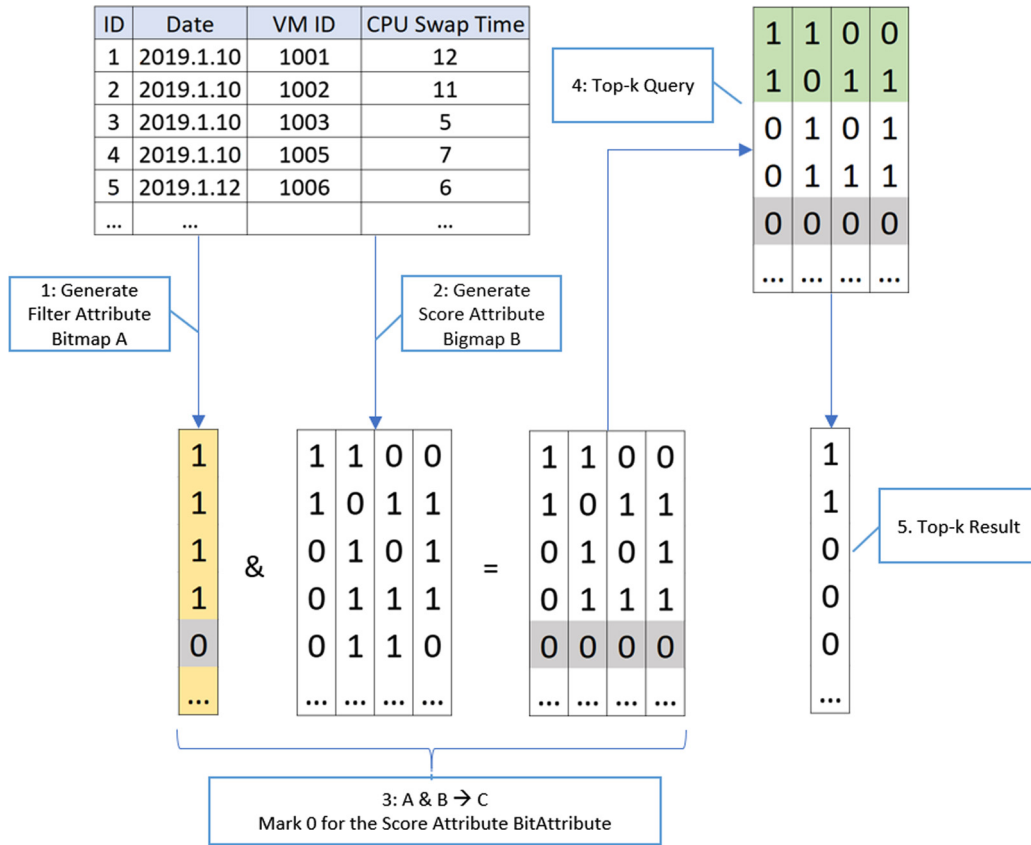 ID Date VM ID CPU Swap Time
1 2019.1.10 1001 12
2 2019.1.10 1002 11
3 2019.1.10 1003 5
4 2019.1.10 1005 7
5 2019.1.12 1006 6
... ... ...
1: Generate
Filter Attribute
Bitmap A
2: Generate
Score Attribute
Bigmap B
4: Top-k Query
1 1 0 0
1 0 1 1
0 1 0 1
0 1 1 1
0 0 0 0
... ... ... ...
1
1
1
1
0
...
&
1 1 0 0
1 0 1 1
0 1 0 1
0 1 1 1
0 1 1 0
... ... ... ...
=
1 1 0 0
1 0 1 1
0 1 0 1
0 1 1 1
0 0 0 0
... ... ... ...
1
1
0
0
0
...
5. Top-k Result
3: A & B → C
Mark 0 for the Score Attribute BitAttribute